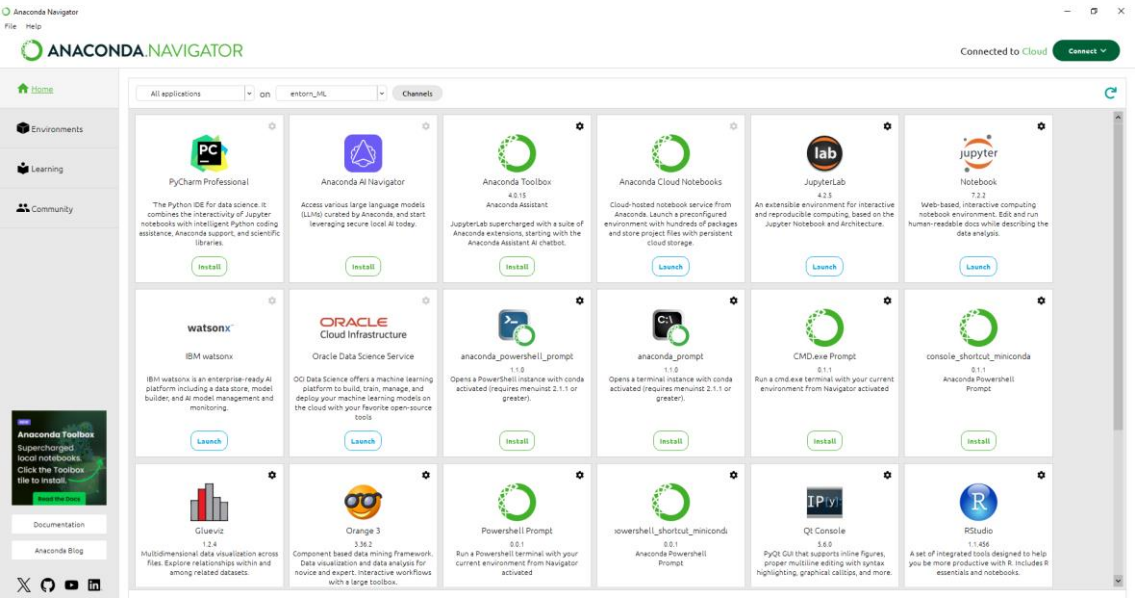 Anaconda Navigator
File Help
ANACONDA.NAVIGATOR
Connected to Cloud
Connect
Home
Environments
Learning
Community
All applications
on
entorn_ML
Channels
PyCharm Professional
"The Python IDE for data science. It
combines the interactivity of Jupyter
notebooks with intelligent Python coding
assistance, Anaconda support, and scientific
libraries.
Install
Anaconda AI Navigator
Access various large language models
(LLMs) curated by Anaconda, and start
leveraging secure local AI today.
Install
Anaconda Toolbox
4.0.15
Anaconda Assistant
JupyterLab supercharged with a suite of
Anaconda extensions, starting with the
Anaconda Assistant AI chatbot.
Install
Anaconda Cloud Notebooks
Cloud-hosted notebook service from
Anaconda. Launch a preconfigured
environment with hundreds of packages
and store project files with persistent
cloud storage.
Launch
lab
JupyterLab
4.2.5
An extensible environment for interactive
and reproducible computing, based on the
Jupyter Notebook and Architecture.
Launch
jupyter
Notebook
7.2.2
Web-based, interactive computing
notebook environment. Edit and run
human-readable docs while describing the
data analysis.
Launch
watsonx
IBM watsonx
IBM watsonx is an enterprise-ready AI
platform including a data store, model
builder, and AI model management and
monitoring.
Launch
ORACLE
Cloud Infrastructure
Oracle Data Science Service
OCI Data Science offers a machine learning
platform to build, train, manage, and
deploy your machine learning models on
the cloud with your favorite open-source
tools
Launch
anaconda_powershell_prompt
1.1.0
Opens a PowerShell instance with conda
activated (requires menuinst 2.1.1 or
greater).
Install
C:\
anaconda_prompt
1.1.0
Opens a terminal instance with conda
activated (requires menuinst 2.1.1 or
greater).
Install
CMD.exe Prompt
0.1.1
Run a cmd.exe terminal with your current
environment from Navigator activated
Install
console_shortcut_miniconda
0.1.1
Anaconda Powershell
Prompt
Install
Glueviz
1.2.4
Multidimensional data visualization across
files. Explore relationships within and
among related datasets.
Orange 3
3.36.2
Component based data mining framework.
Data visualization and data analysis for
novice and expert. Interactive workflows
with a large toolbox.
Powershell Prompt
0.0.1
Run a Powershell terminal with your
current environment from Navigator
activated
owershell_shortcut_minicond
0.0.1
Anaconda Powershell
Prompt
IP[y]:
Qt Console
5.6.0
PyQt GUI that supports inline figures,
proper multiline editing with syntax
highlighting, graphical calltips, and more.
R
RStudio
1.1.456
A set of integrated tools designed to help
you be more productive with R. Includes R
essentials and notebooks.
NEW
Anaconda Toolbox
Supercharged
local notebooks.
Click the Toolbox
tile to install.
Read the Docs
Documentation
Anaconda Blog